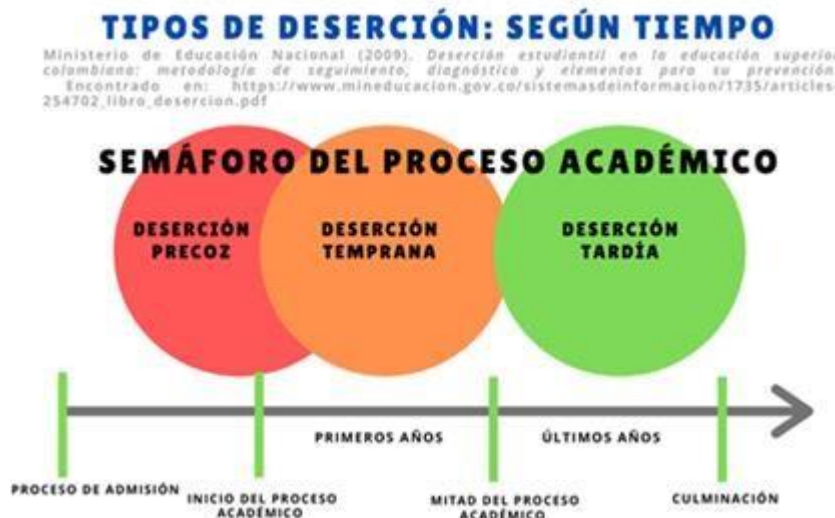 TIPOS DE DESERCIÓN: SEGÚN TIEMPO
Ministerio de Educación Nacional (2009). Deserción estudiantil en la educación superior
colombiana: metodología de seguimiento, diagnóstico y elementos para su prevención
Encontrado en: https://www.mineducacion.gov.co/sistemasdeinformacion/1735/articles-
254702_libro_desercion.pdf
SEMÁFORO DEL PROCESO ACADÉMICO
DESERCIÓN
PRECOZ
DESERCIÓN
TEMPRANA
DESERCIÓN
TARDÍA
PRIMEROS AÑOS
ÚLTIMOS AÑOS
PROCESO DE ADMISIÓN
INICIO DEL PROCESO
ACADÉMICO
MITAD DEL PROCESO
ACADÉMICO
CULMINACIÓN